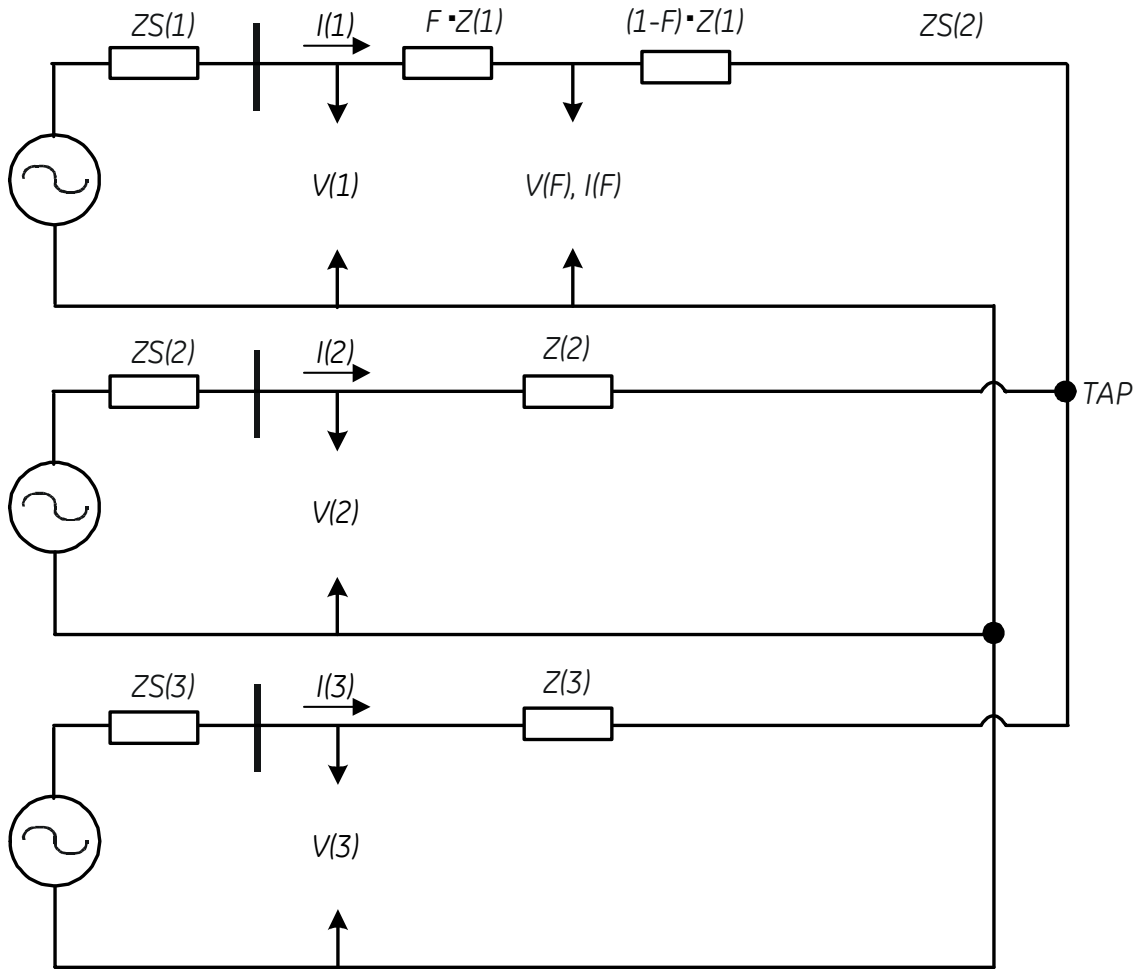 ZS(1) I(1) F▪Z(1) (1-F)▪Z(1) ZS(2)
V(1) V(F), I(F)
ZS(2) I(2) Z(2)
TAP
V(2)
ZS(3) I(3) Z(3)
V(3)